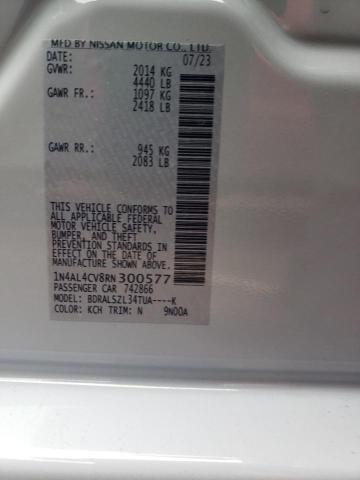 MFD BY NISSAN MOTOR CO., LTD.
DATE: 07/23
GVWR: 2014 KG
4440 LB
GAWR FR.: 1097 KG
2418 LB
GAWR RR.: 945 KG
2083 LB
THIS VEHICLE CONFORMS TO
ALL APPLICABLE FEDERAL
MOTOR VEHICLE SAFETY,
BUMPER, AND THEFT
PREVENTION STANDARDS IN
EFFECT ON THE DATE OF
MANUFACTURE SHOWN ABOVE.
1N4AL4CV8RN300577
PASSENGER CAR 742866
MODEL: BDRALSZL34TUA----K
COLOR: KCH TRIM: N 9N00A